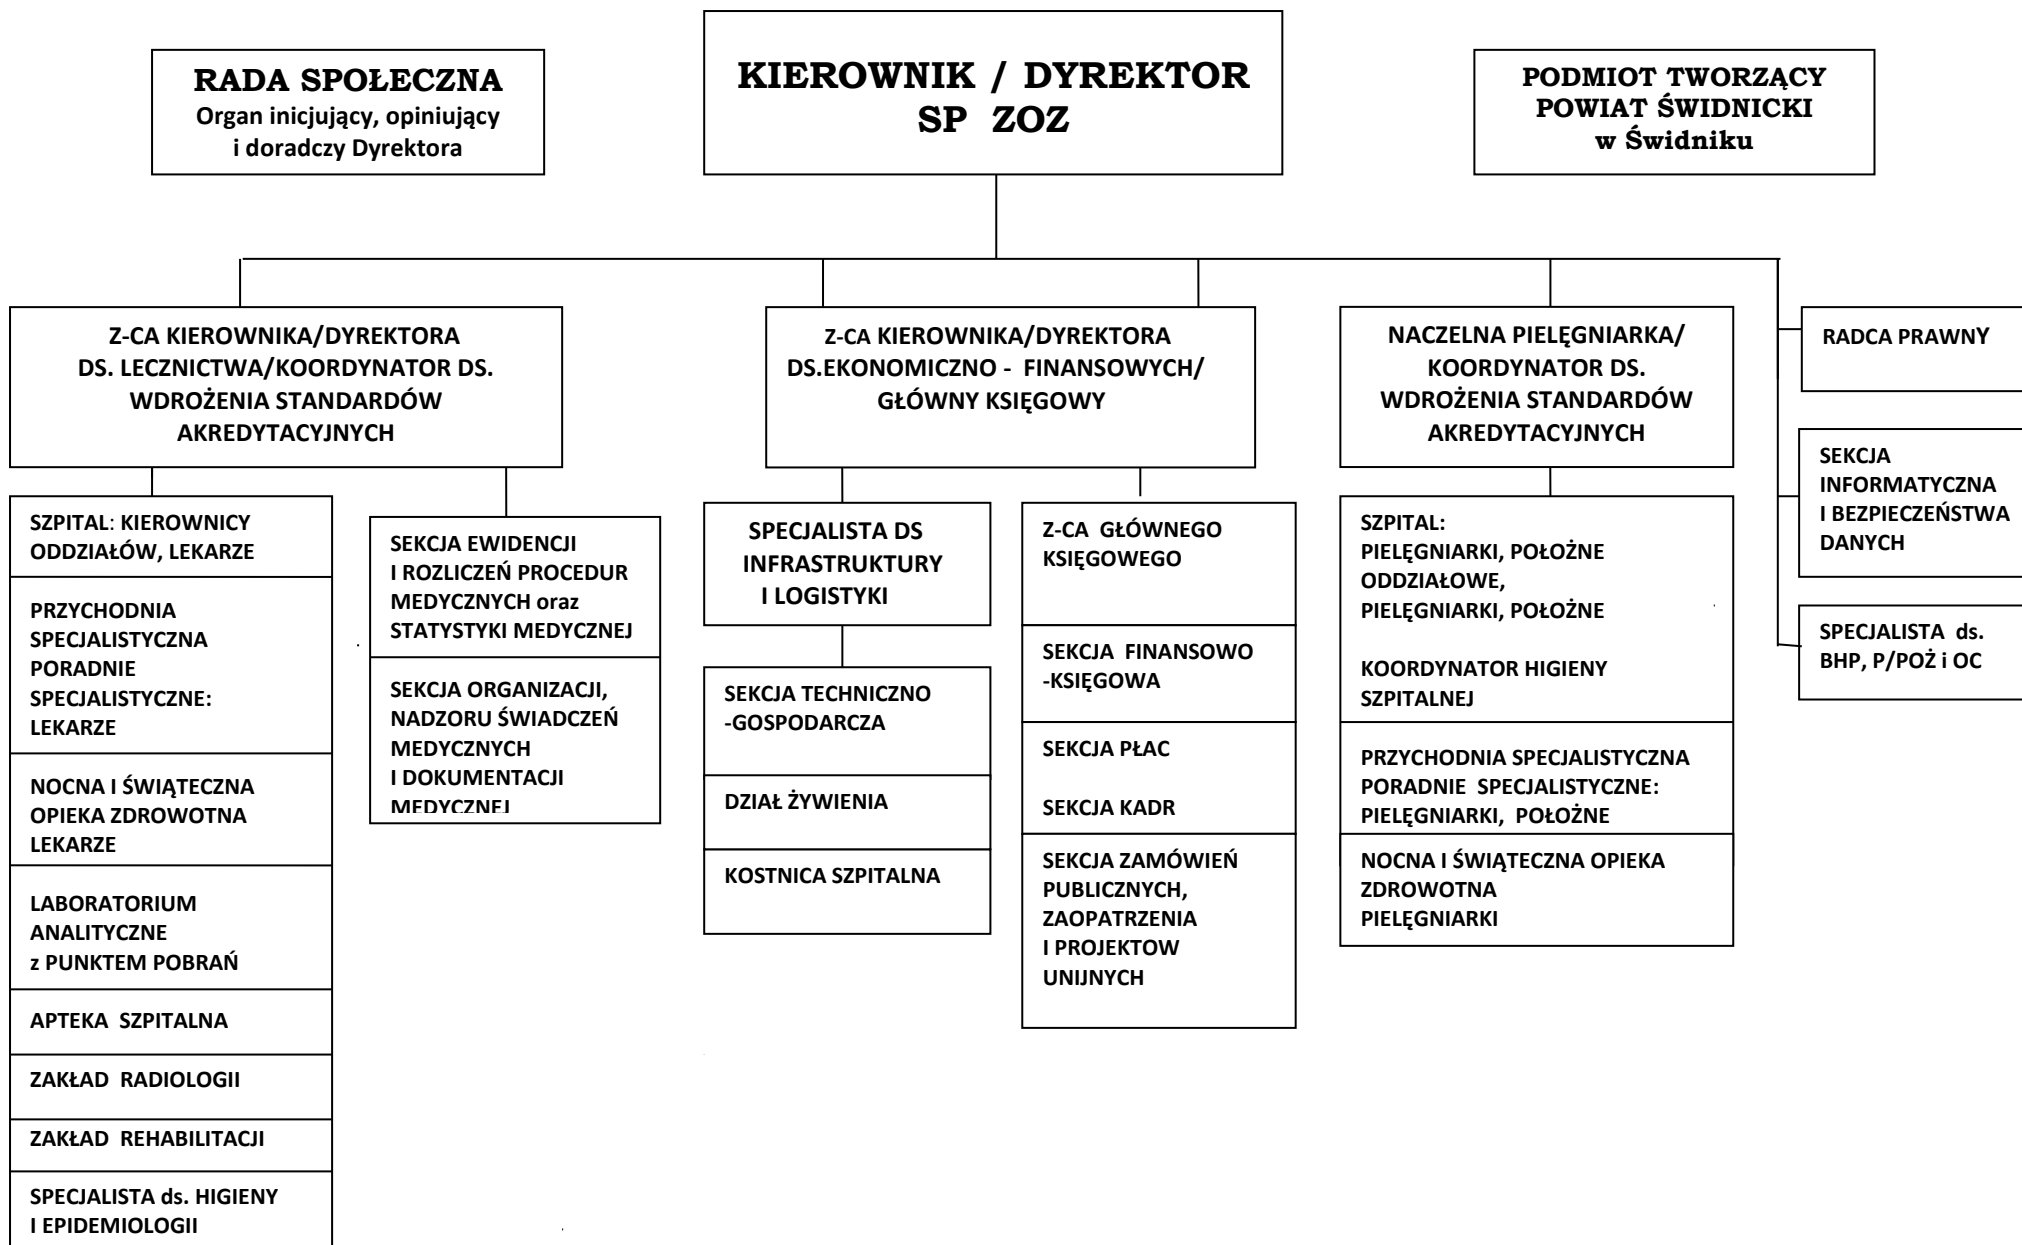 RADA SPOŁECZNA
Organ inicjujący, opiniujący
i doradczy Dyrektora
KIEROWNIK / DYREKTOR
SP ZOZ
PODMIOT TWORZĄCY
POWIAT ŚWIDNICKI
w Świdniku
Z-CA KIEROWNIKA/DYREKTORA
DS. LECZNICTWA/KOORDYNATOR DS.
WDROŻENIA STANDARDÓW
AKREDYTACYJNYCH
Z-CA KIEROWNIKA/DYREKTORA
DS.EKONOMICZNO - FINANSOWYCH/
GŁÓWNY KSIĘGOWY
NACZELNA PIELĘGNIARKA/
KOORDYNATOR DS.
WDROŻENIA STANDARDÓW
AKREDYTACYJNYCH
RADCA PRAWNY
SEKCJA
INFORMATYCZNA
I BEZPIECZEŃSTWA
DANYCH
SPECJALISTA ds.
BHP, P/POŻ i OC
SZPITAL: KIEROWNICY
ODDZIAŁÓW, LEKARZE
PRZYCHODNIA
SPECJALISTYCZNA
PORADNIE
SPECJALISTYCZNE:
LEKARZE
NOCNA I ŚWIĄTECZNA
OPIEKA ZDROWOTNA
LEKARZE
LABORATORIUM
ANALITYCZNE
z PUNKTEM POBRAŃ
APTEKA SZPITALNA
ZAKŁAD RADIOLOGII
ZAKŁAD REHABILITACJI
SPECJALISTA ds. HIGIENY
I EPIDEMIOLOGII
SEKCJA EWIDENCJI
I ROZLICZEŃ PROCEDUR
MEDYCZNYCH oraz
STATYSTYKI MEDYCZNEJ
SEKCJA ORGANIZACJI,
NADZORU ŚWIADCZEŃ
MEDYCZNYCH
I DOKUMENTACJI
MEDYCZNEJ
SPECJALISTA DS
INFRASTRUKTURY
I LOGISTYKI
SEKCJA TECHNICZNO
-GOSPODARCZA
DZIAŁ ŻYWIENIA
KOSTNICA SZPITALNA
Z-CA GŁÓWNEGO
KSIĘGOWEGO
SEKCJA FINANSOWO
-KSIĘGOWA
SEKCJA PŁAC
SEKCJA KADR
SEKCJA ZAMÓWIEŃ
PUBLICZNYCH,
ZAOPATRZENIA
I PROJEKTOW
UNIJNYCH
SZPITAL:
PIELĘGNIARKI, POŁOŻNE
ODDZIAŁOWE,
PIELĘGNIARKI, POŁOŻNE
KOORDYNATOR HIGIENY
SZPITALNEJ
PRZYCHODNIA SPECJALISTYCZNA
PORADNIE SPECJALISTYCZNE:
PIELĘGNIARKI, POŁOŻNE
NOCNA I ŚWIĄTECZNA OPIEKA
ZDROWOTNA
PIELĘGNIARKI